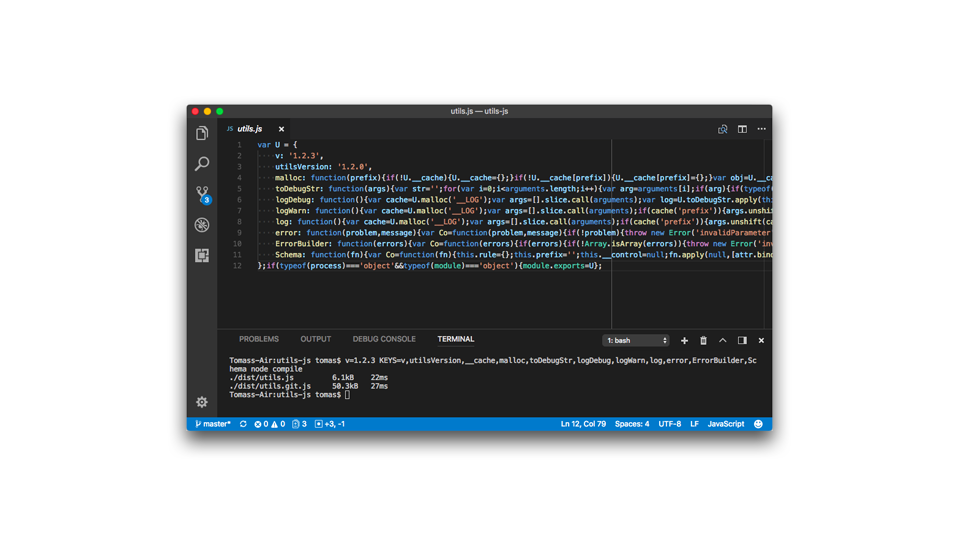 utils.js — utils-js
JS utils.js ×
1 var U = {
2 v: '1.2.3',
3 utilsVersion: '1.2.0',
4 malloc: function(prefix){if(!U.__cache){U.__cache={};}if(!U.__cache[prefix]){U.__cache[prefix]={};}var obj=U.__c
5 toDebugStr: function(args){var str='';for(var i=0;i<arguments.length;i++){var arg=arguments[i];if(arg){if(typeof(
6 logDebug: function(){var cache=U.malloc('__LOG');var args=[].slice.call(arguments);var log=U.toDebugStr.apply(thi
7 logWarn: function(){var cache=U.malloc('__LOG');var args=[].slice.call(arguments);if(cache('prefix')){args.unshif
8 log: function(){var cache=U.malloc('__LOG');var args=[].slice.call(arguments);if(cache('prefix')){args.unshift(ca
9 error: function(problem,message){var Co=function(problem,message){if(!problem){throw new Error('invalidParameter
10 ErrorBuilder: function(errors){var Co=function(errors){if(errors){if(!Array.isArray(errors)){throw new Error('inv
11 Schema: function(fn){var Co=function(fn){this.rule={};this.prefix='';this.__control=null;fn.apply(null,[attr.bind
12 };if(typeof(process)==='object'&&typeof(module)==='object'){module.exports=U};
3
PROBLEMS OUTPUT DEBUG CONSOLE TERMINAL 1: bash
Tomass-Air:utils-js tomas$ v=1.2.3 KEYS=v,utilsVersion,__cache,malloc,toDebugStr,logDebug,logWarn,log,error,ErrorBuilder,Sc
hema node compile
./dist/utils.js 6.1kB 22ms
./dist/utils.git.js 50.3kB 27ms
Tomass-Air:utils-js tomas$
master* 0 0 3 +3, -1 Ln 12, Col 79 Spaces: 4 UTF-8 LF JavaScript